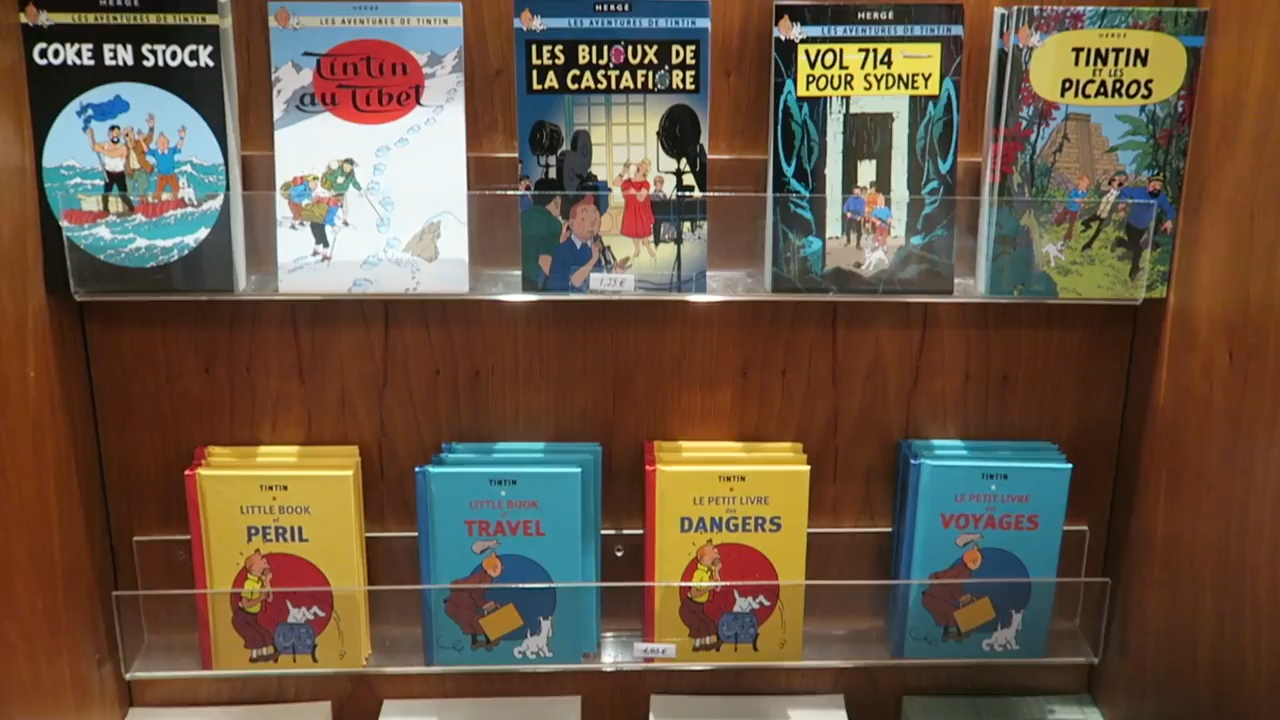 HERGÉ
LES AVENTURES DE TINTIN
COKE EN STOCK
HERGÉ
LES AVENTURES DE TINTIN
Tintin
au Tibet
HERGÉ
LES AVENTURES DE TINTIN
LES BIJOUX DE
LA CASTAFIORE
1,25 €
HERGÉ
LES AVENTURES DE TINTIN
VOL 714
POUR SYDNEY
HERGÉ
TINTIN
ET LES
PICAROS
TINTIN
LITTLE BOOK
of
PERIL
TINTIN
LITTLE BOOK
of
TRAVEL
TINTIN
LE PETIT LIVRE
des
DANGERS
TINTIN
LE PETIT LIVRE
des
VOYAGES